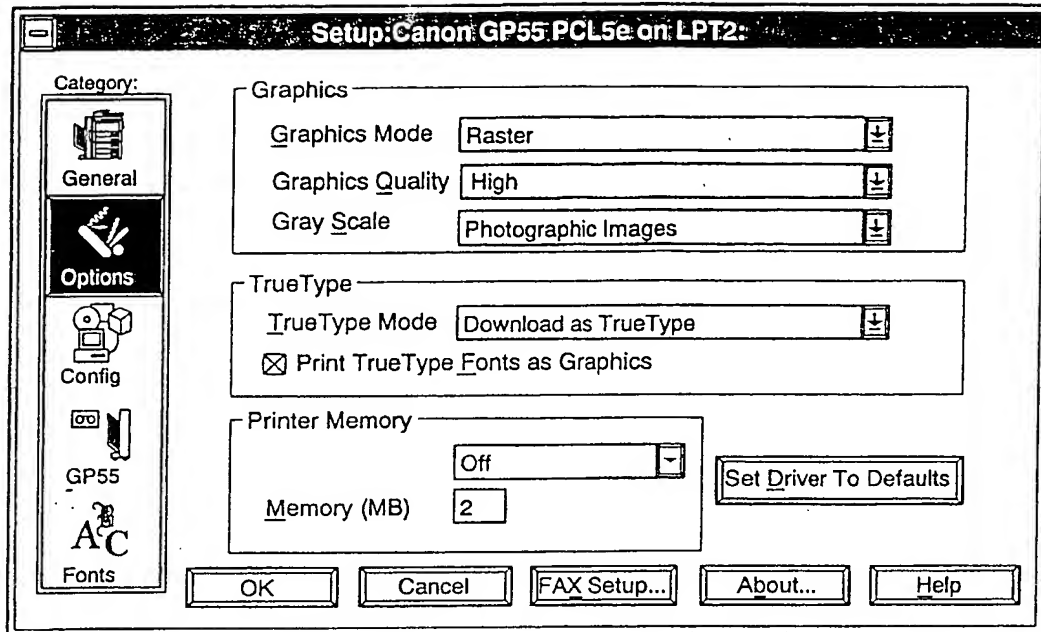 Setup:Canon GP55 PCL5e on LPT2:
Category:
General
Options
Config
GP55
ABC
Fonts
Graphics
Graphics Mode Raster
Graphics Quality High
Gray Scale Photographic Images
TrueType
TrueType Mode Download as TrueType
Print TrueType Fonts as Graphics
Printer Memory
Off
Memory (MB) 2
Set Driver To Defaults
OK Cancel FAX Setup... About... Help